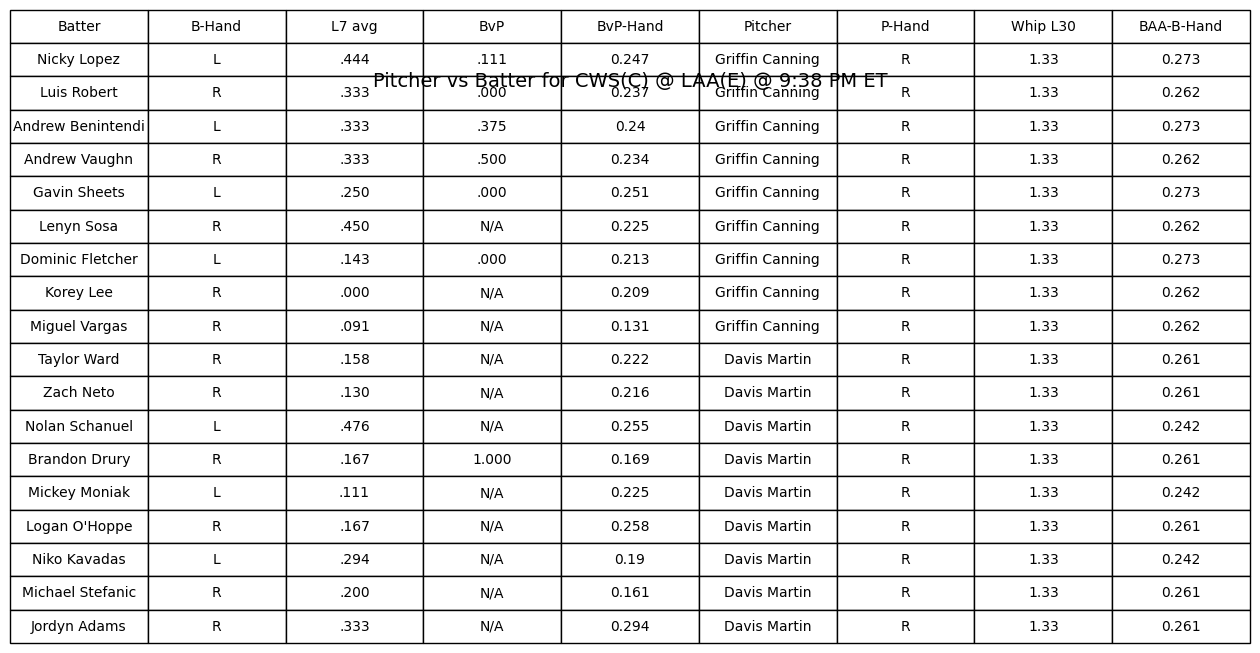 Batter B-Hand L7 avg BvP BvP-Hand Pitcher P-Hand Whip L30 BAA-B-Hand
Nicky Lopez L .444 .111 0.247 Griffin Canning R 1.33 0.273
Pitcher vs Batter for CWS(C) @ LAA(E) @ 9:38 PM ET
Luis Robert R .333 .000 0.237 Griffin Canning R 1.33 0.262
Andrew Benintendi L .333 .375 0.24 Griffin Canning R 1.33 0.273
Andrew Vaughn R .333 .500 0.234 Griffin Canning R 1.33 0.262
Gavin Sheets L .250 .000 0.251 Griffin Canning R 1.33 0.273
Lenyn Sosa R .450 N/A 0.225 Griffin Canning R 1.33 0.262
Dominic Fletcher L .143 .000 0.213 Griffin Canning R 1.33 0.273
Korey Lee R .000 N/A 0.209 Griffin Canning R 1.33 0.262
Miguel Vargas R .091 N/A 0.131 Griffin Canning R 1.33 0.262
Taylor Ward R .158 N/A 0.222 Davis Martin R 1.33 0.261
Zach Neto R .130 N/A 0.216 Davis Martin R 1.33 0.261
Nolan Schanuel L .476 N/A 0.255 Davis Martin R 1.33 0.242
Brandon Drury R .167 1.000 0.169 Davis Martin R 1.33 0.261
Mickey Moniak L .111 N/A 0.225 Davis Martin R 1.33 0.242
Logan O'Hoppe R .167 N/A 0.258 Davis Martin R 1.33 0.261
Niko Kavadas L .294 N/A 0.19 Davis Martin R 1.33 0.242
Michael Stefanic R .200 N/A 0.161 Davis Martin R 1.33 0.261
Jordyn Adams R .333 N/A 0.294 Davis Martin R 1.33 0.261